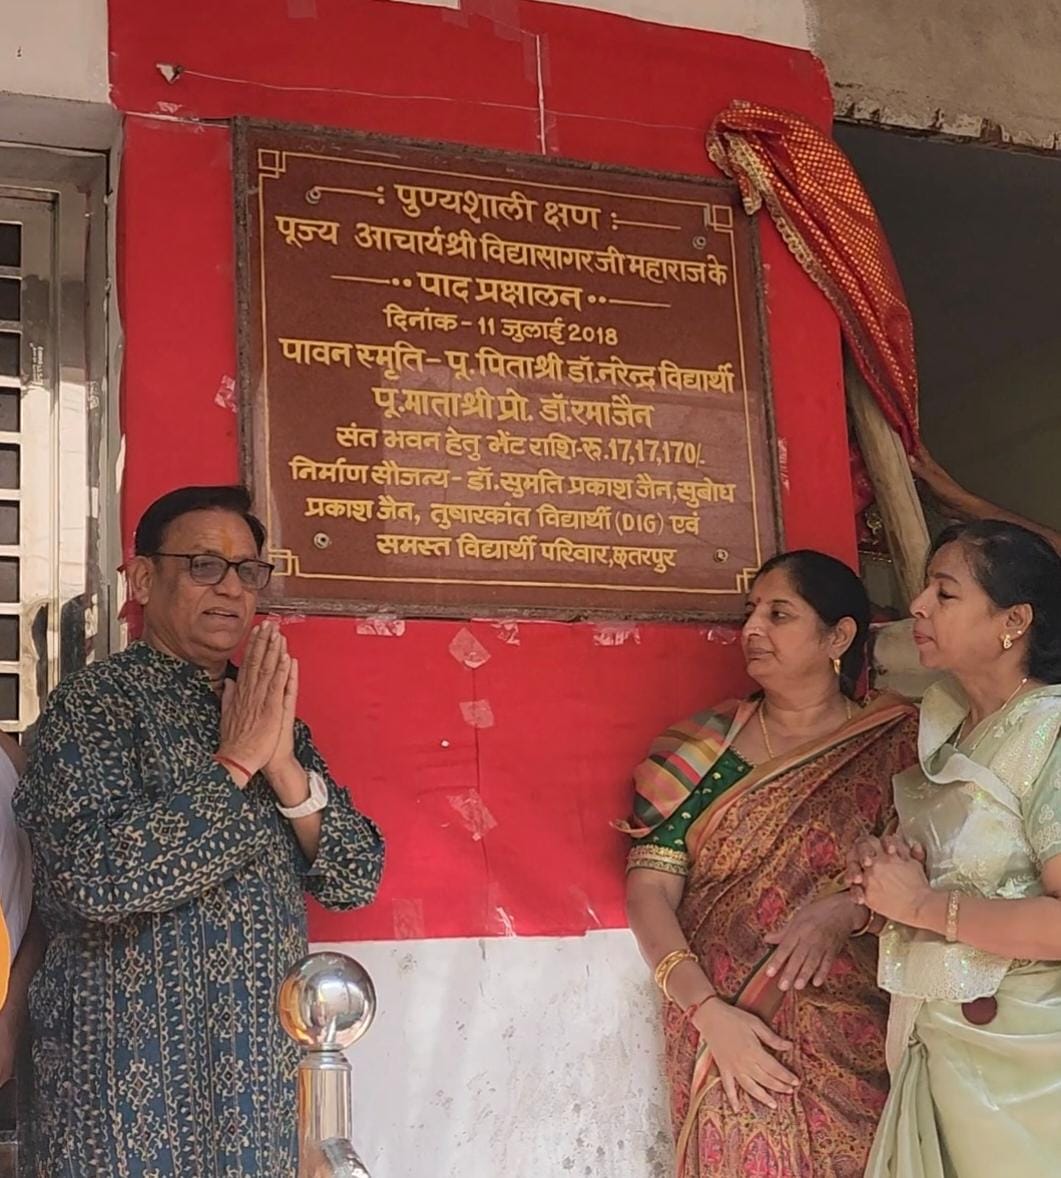 —: पुण्यशाली क्षण :—
पूज्य आचार्यश्री विद्यासागरजी महाराज के
—·· पाद प्रक्षालन ··—
दिनांक - 11 जुलाई 2018
पावन स्मृति - पू. पिताश्री डॉ. नरेन्द्र विद्यार्थी
पू. माताश्री प्रो. डॉ. रमा जैन
संत भवन हेतु भेंट राशि-रु. 17,17,170/-
निर्माण सौजन्य- डॉ. सुमति प्रकाश जैन, सुबोध
प्रकाश जैन, तुषारकांत विद्यार्थी (DIG) एवं
समस्त विद्यार्थी परिवार, छतरपुर